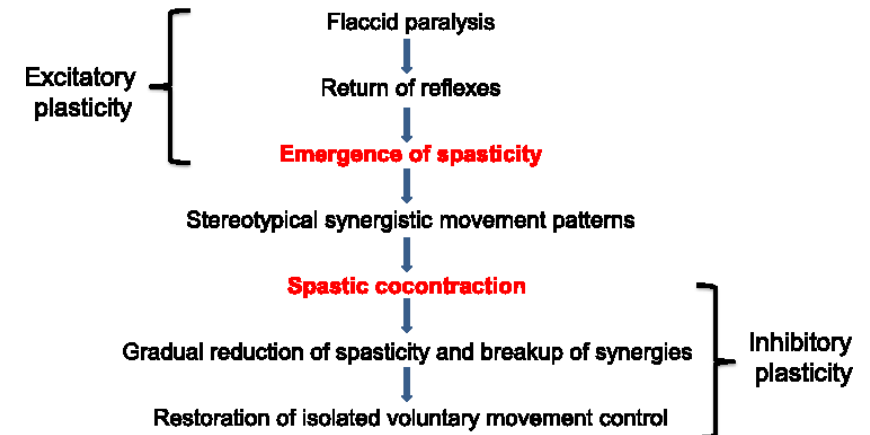 Flaccid paralysis
Excitatory
plasticity
Return of reflexes
Emergence of spasticity
Stereotypical synergistic movement patterns
Spastic cocontraction
Gradual reduction of spasticity and breakup of synergies
Inhibitory
plasticity
Restoration of isolated voluntary movement control